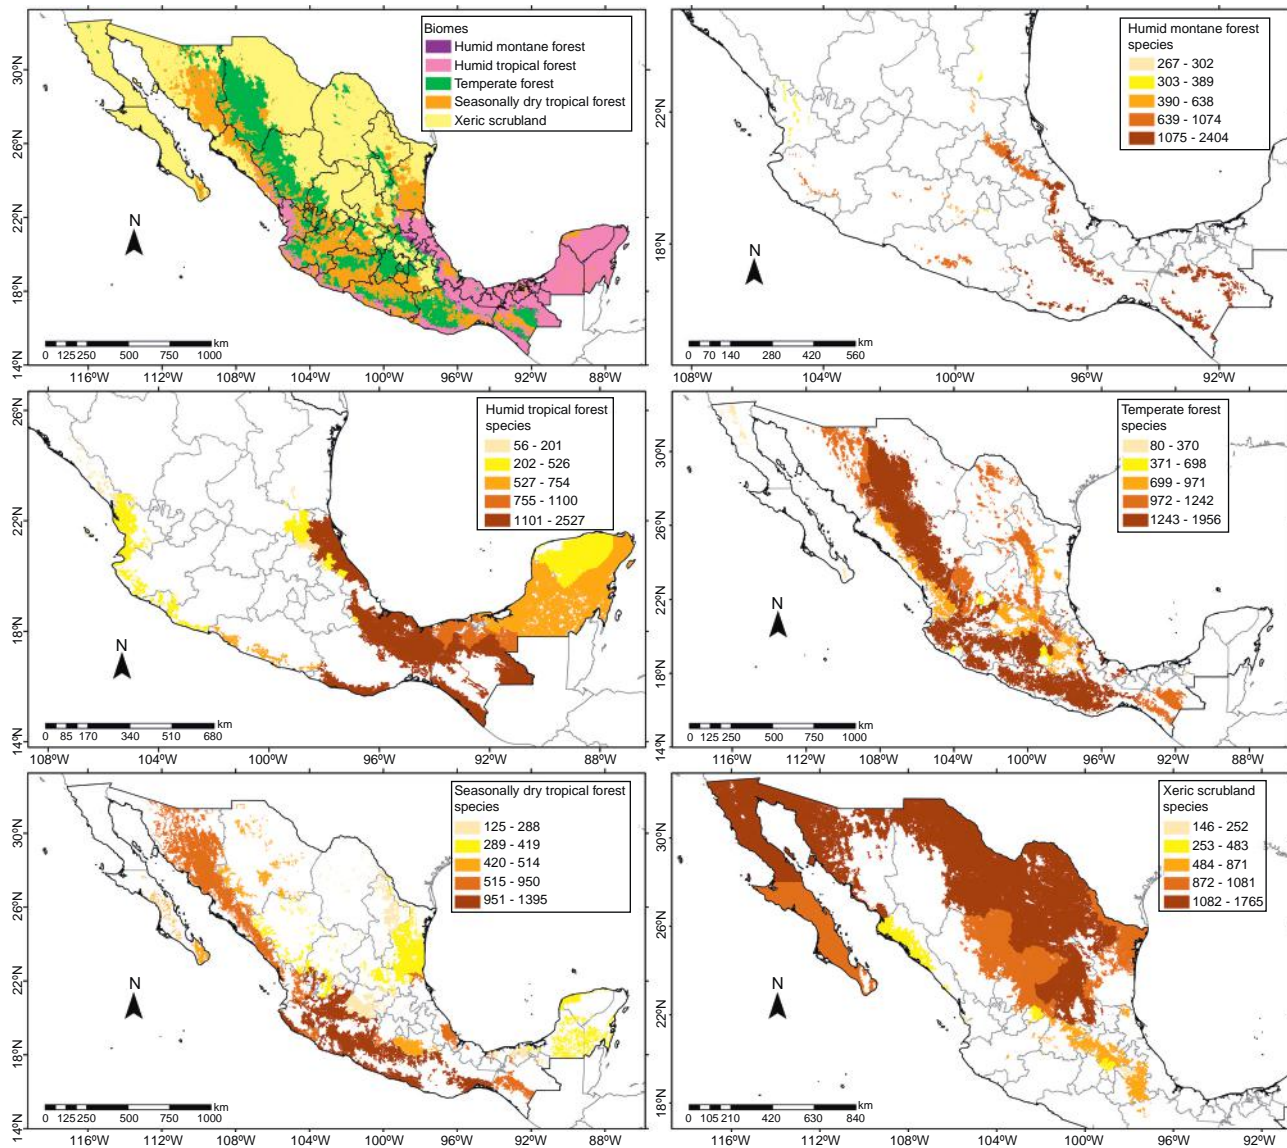 Biomes
Humid montane forest
Humid tropical forest
Temperate forest
Seasonally dry tropical forest
Xeric scrubland
N
30°N
26°N
22°N
18°N
14°N
0 125 250 500 750 1000 km
116°W 112°W 108°W 104°W 100°W 96°W 92°W 88°W
Humid montane forest
species
267 - 302
303 - 389
390 - 638
639 - 1074
1075 - 2404
N
22°N
18°N
0 70 140 280 420 560 km
108°W 104°W 100°W 96°W 92°W
Humid tropical forest
species
56 - 201
202 - 526
527 - 754
755 - 1100
1101 - 2527
N
26°N
22°N
18°N
14°N
0 85 170 340 510 680 km
108°W 104°W 100°W 96°W 92°W 88°W
Temperate forest
species
80 - 370
371 - 698
699 - 971
972 - 1242
1243 - 1956
N
30°N
26°N
22°N
18°N
14°N
0 125 250 500 750 1000 km
116°W 112°W 108°W 104°W 100°W 96°W 92°W 88°W
Seasonally dry tropical forest
species
125 - 288
289 - 419
420 - 514
515 - 950
951 - 1395
N
30°N
26°N
22°N
18°N
14°N
0 125 250 500 750 1000 km
116°W 112°W 108°W 104°W 100°W 96°W 92°W 88°W
Xeric scrubland
species
146 - 252
253 - 483
484 - 871
872 - 1081
1082 - 1765
N
30°N
26°N
22°N
18°N
0 105 210 420 630 840 km
116°W 112°W 108°W 104°W 100°W 96°W 92°W